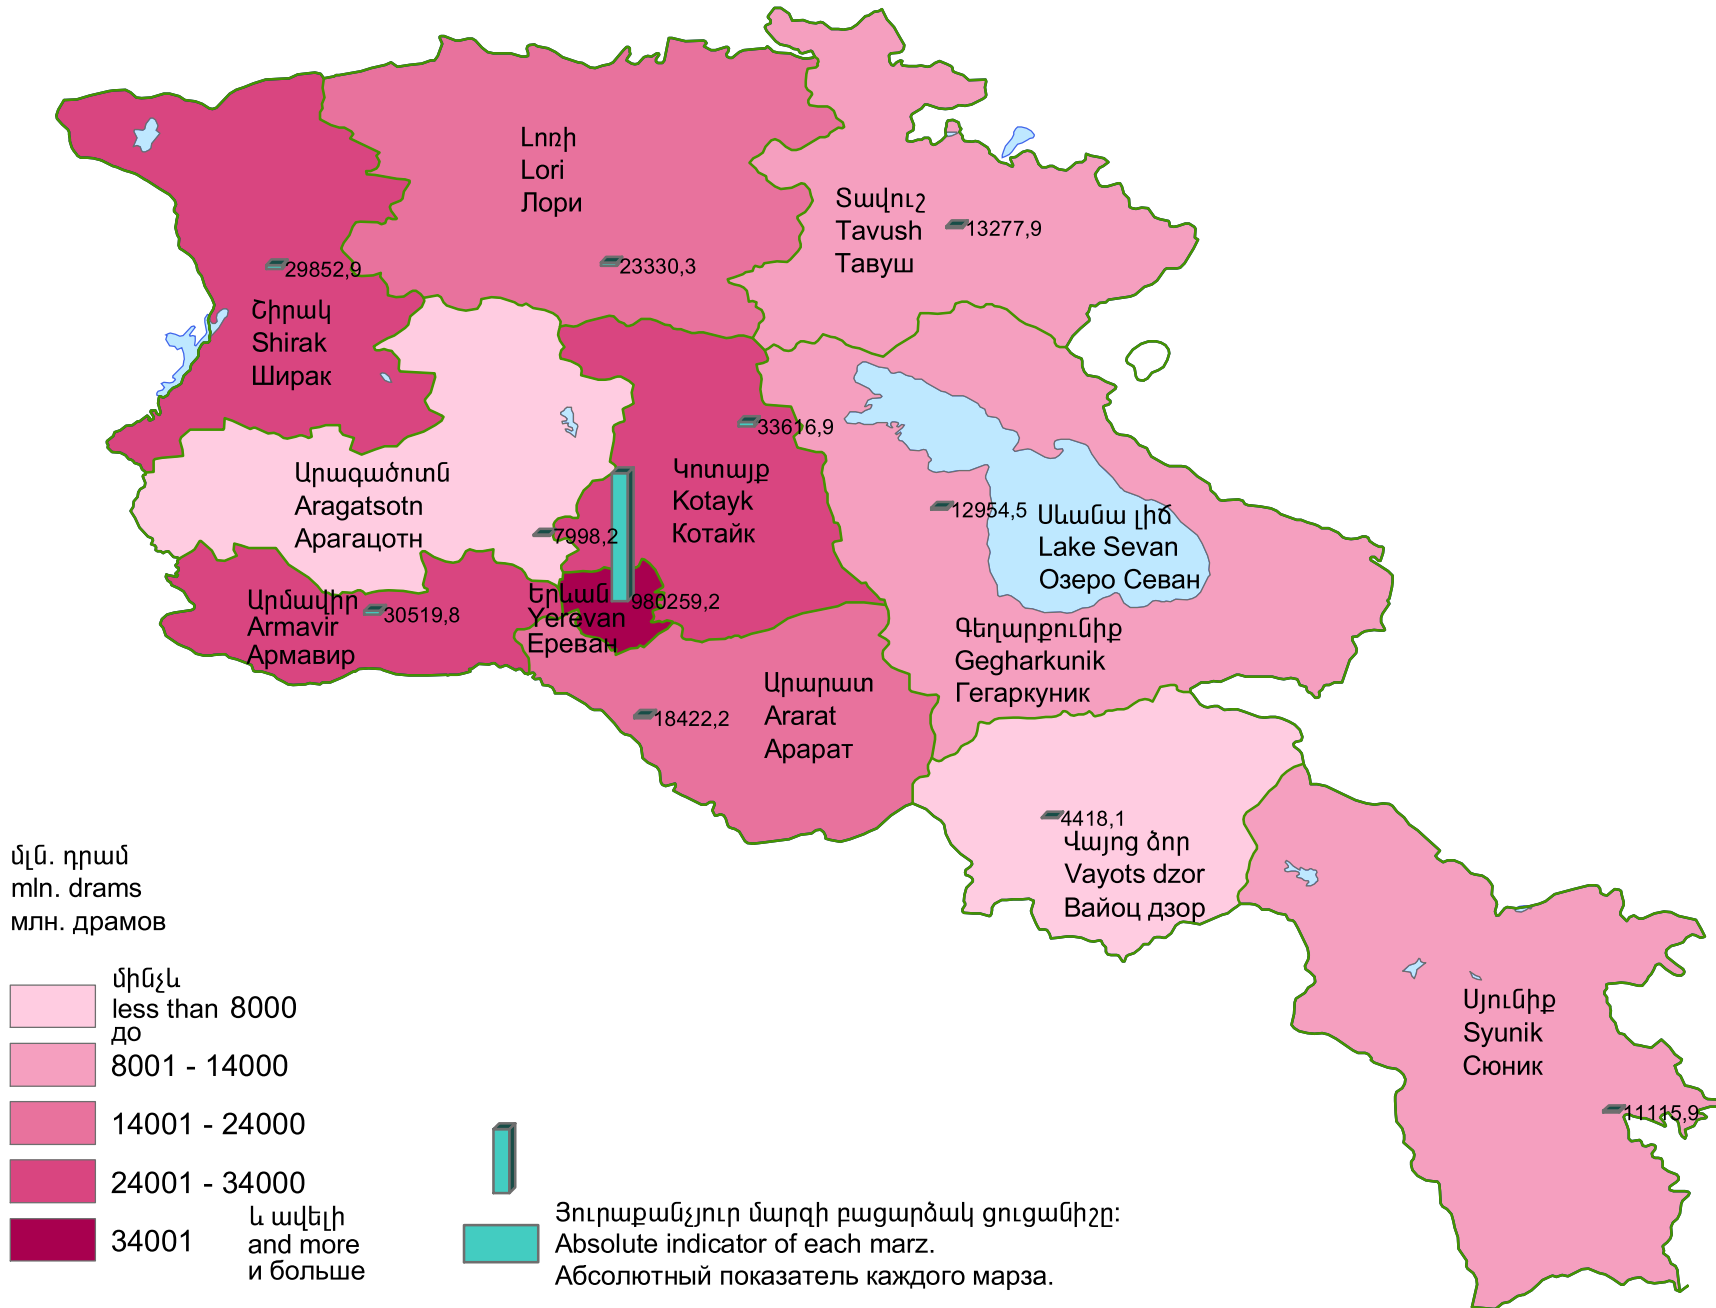 Լոռի
Lori
Лори
Տավուշ
Tavush
Тавуш
13277,9
29852,9
23330,3
Շիրակ
Shirak
Ширак
33616,9
Արագածոտն
Aragatsotn
Арагацотн
Կոտայք
Kotayk
Котайк
7998,2
12954,5
Սևանա լիճ
Lake Sevan
Озеро Севан
Արմավիր
Armavir
Армавир
30519,8
Երևան
Yerevan
Ереван
980259,2
Գեղարքունիք
Gegharkunik
Гегаркуник
Արարատ
Ararat
Арарат
18422,2
4418,1
Վայոց ձոր
Vayots dzor
Вайоц дзор
Սյունիք
Syunik
Сюник
11115,9
մլն. դրամ
mln. drams
млн. драмов
մինչև
less than 8000
до
8001 - 14000
14001 - 24000
24001 - 34000
34001
և ավելի
and more
и больше
Յուրաքանչյուր մարզի բացարձակ ցուցանիշը:
Absolute indicator of each marz.
Абсолютный показатель каждого марза.